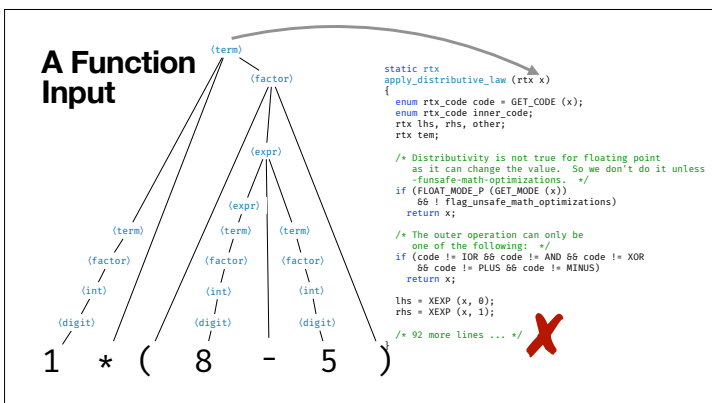 A Function
Input
⟨term⟩
⟨factor⟩
⟨expr⟩
⟨expr⟩
⟨term⟩ ⟨term⟩ ⟨term⟩
⟨factor⟩ ⟨factor⟩ ⟨factor⟩
⟨int⟩ ⟨int⟩ ⟨int⟩
⟨digit⟩ ⟨digit⟩ ⟨digit⟩
1 * ( 8 - 5 )
static rtx
apply_distributive_law (rtx x)
{
enum rtx_code code = GET_CODE (x);
enum rtx_code inner_code;
rtx lhs, rhs, other;
rtx tem;
/* Distributivity is not true for floating point
as it can change the value. So we don't do it unless
-funsafe-math-optimizations. */
if (FLOAT_MODE_P (GET_MODE (x))
&& ! flag_unsafe_math_optimizations)
return x;
/* The outer operation can only be
one of the following: */
if (code != IOR && code != AND && code != XOR
&& code != PLUS && code != MINUS)
return x;
lhs = XEXP (x, 0);
rhs = XEXP (x, 1);
/* 92 more lines ... */
}